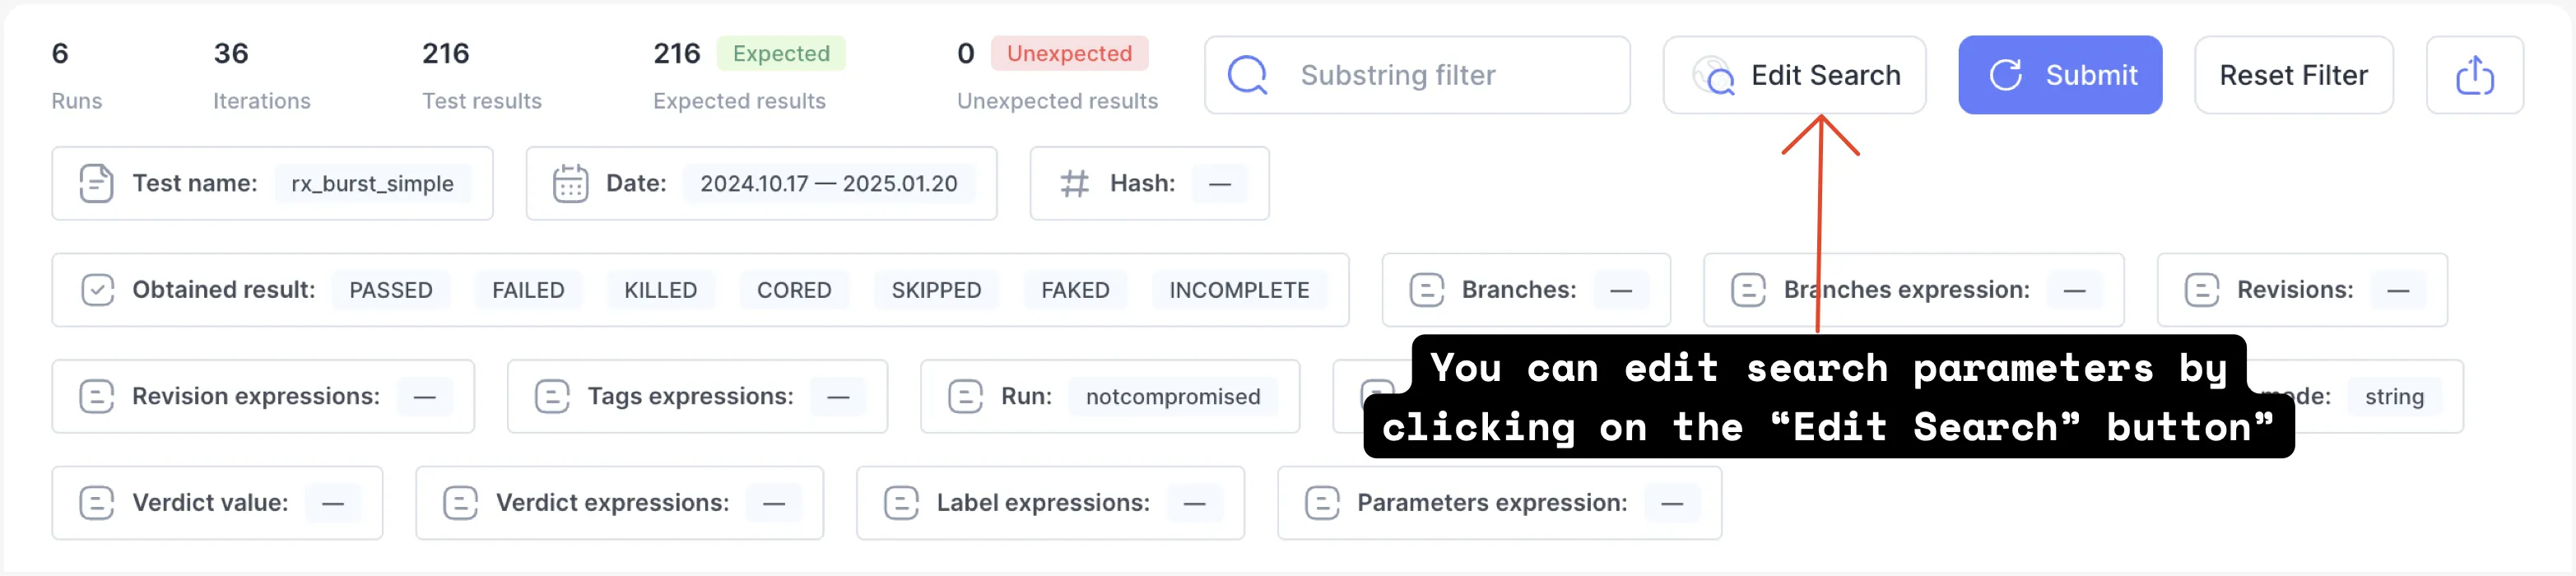 6 36 216 216 Expected 0 Unexpected
Runs Iterations Test results Expected results Unexpected results
Substring filter Edit Search Submit Reset Filter
Test name: rx_burst_simple Date: 2024.10.17 — 2025.01.20 Hash: —
Obtained result: PASSED FAILED KILLED CORED SKIPPED FAKED INCOMPLETE Branches: — Branches expression: — Revisions: —
Revision expressions: — Tags expressions: — Run: notcompromised string
You can edit search parameters by
clicking on the “Edit Search” button”
Verdict value: — Verdict expressions: — Label expressions: — Parameters expression: —